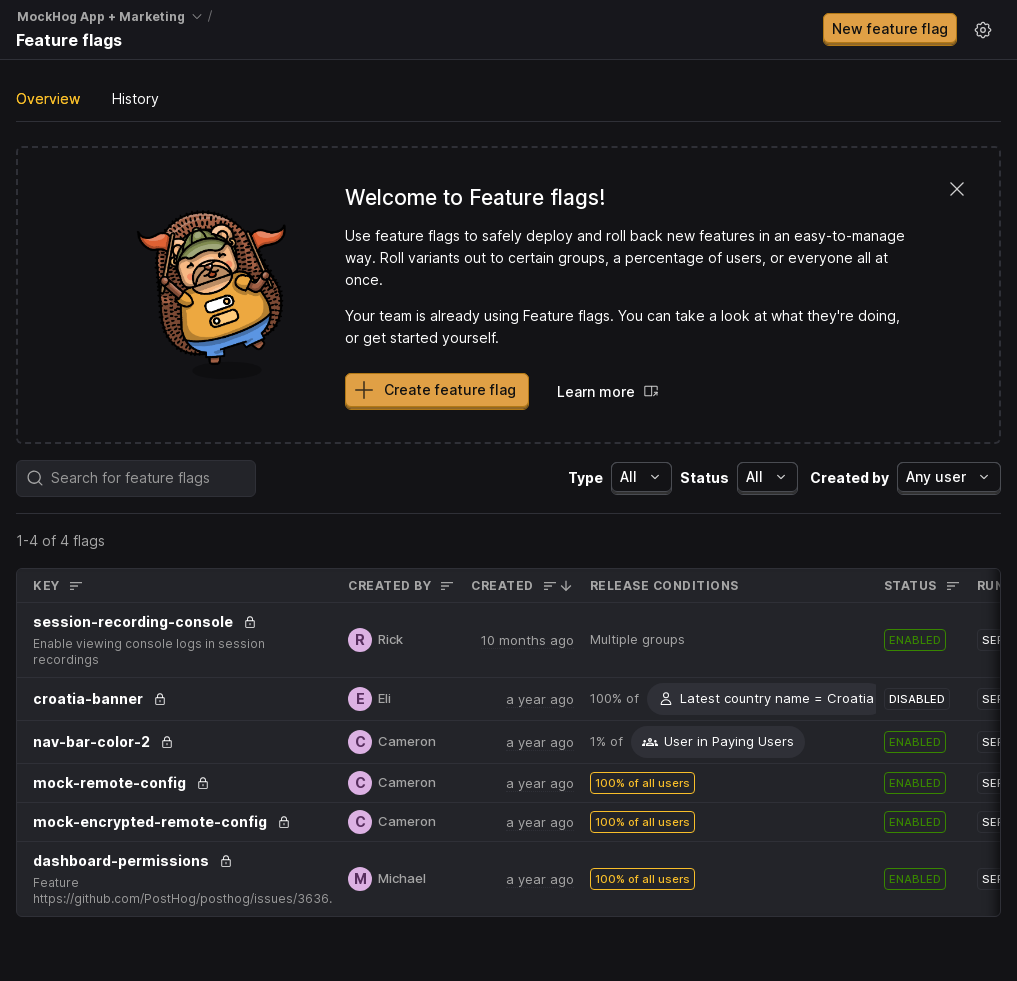 MockHog App + Marketing /
Feature flags
New feature flag
Overview
History
Welcome to Feature flags!
Use feature flags to safely deploy and roll back new features in an easy-to-manage
way. Roll variants out to certain groups, a percentage of users, or everyone all at
once.
Your team is already using Feature flags. You can take a look at what they're doing,
or get started yourself.
Create feature flag
Learn more
Search for feature flags
Type All Status All Created by Any user
1-4 of 4 flags
KEY CREATED BY CREATED RELEASE CONDITIONS STATUS
session-recording-console
Enable viewing console logs in session
recordings
R Rick 10 months ago Multiple groups ENABLED
croatia-banner E Eli a year ago 100% of Latest country name = Croatia DISABLED
nav-bar-color-2 C Cameron a year ago 1% of User in Paying Users ENABLED
mock-remote-config C Cameron a year ago 100% of all users ENABLED
mock-encrypted-remote-config C Cameron a year ago 100% of all users ENABLED
dashboard-permissions
Feature
https://github.com/PostHog/posthog/issues/3636.
M Michael a year ago 100% of all users ENABLED